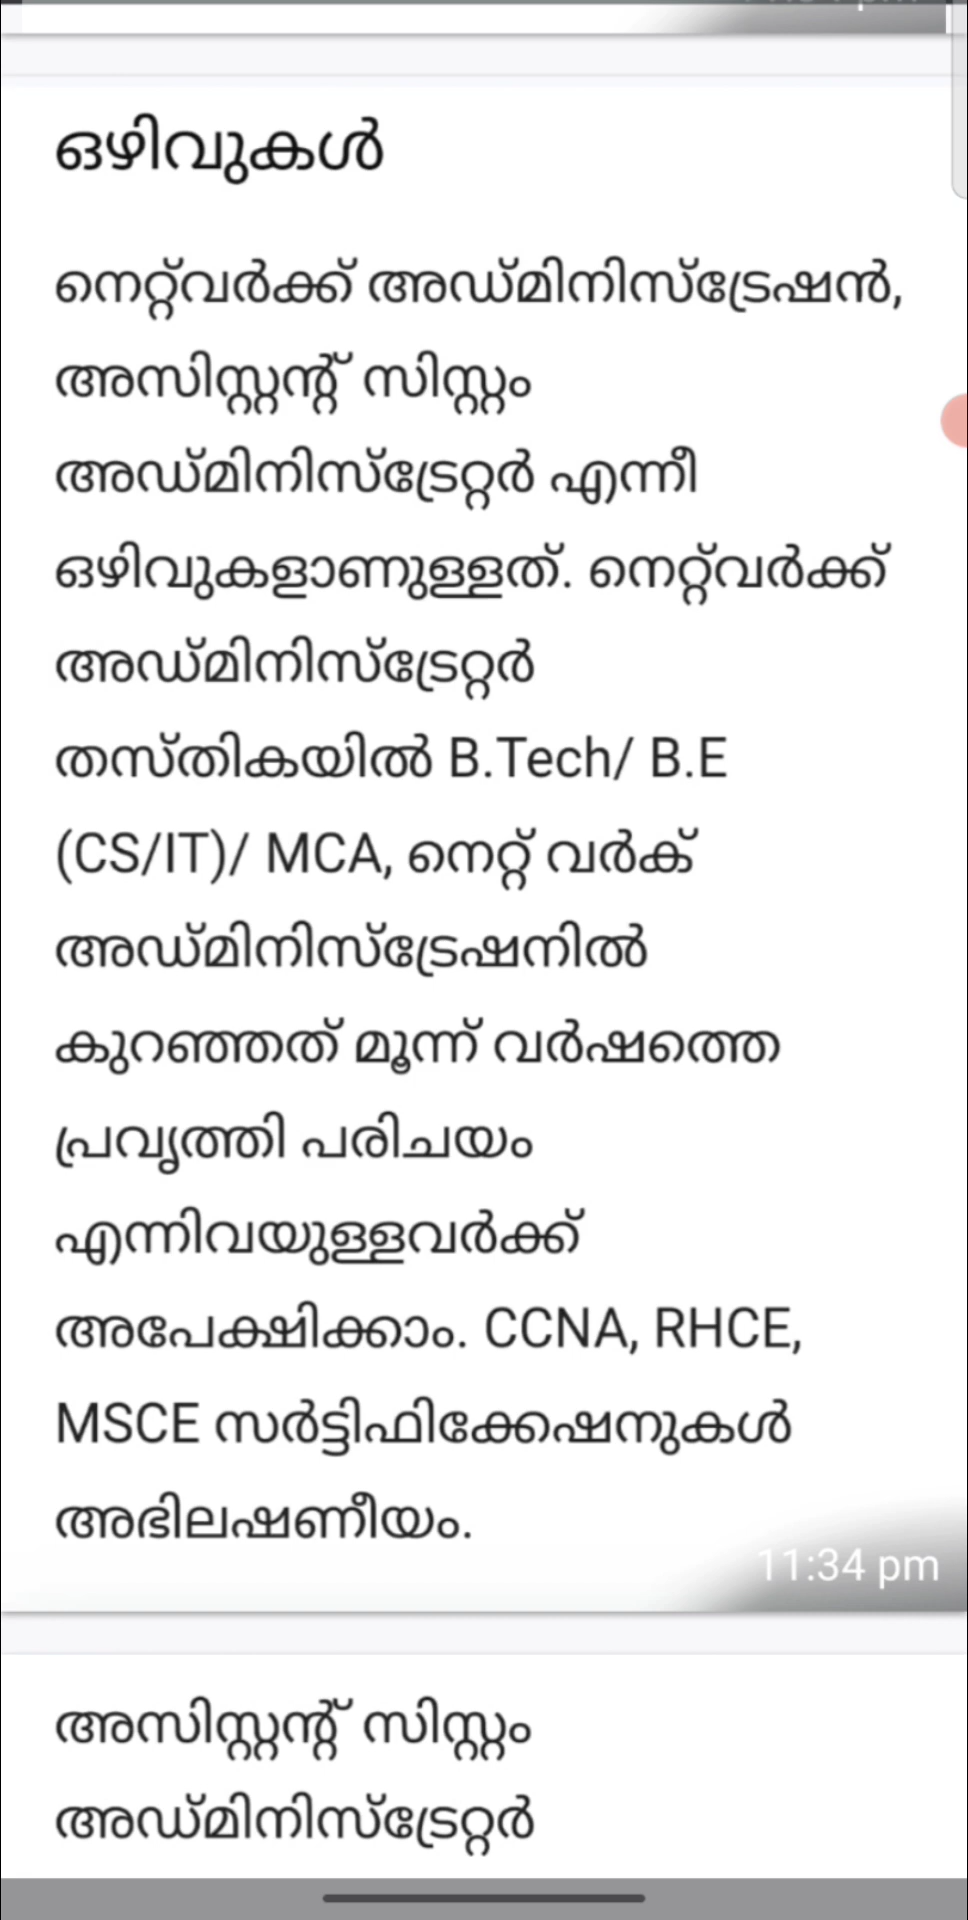 ഒഴിവുകൾ
നെറ്റ്‌വർക്ക് അഡ്മിനിസ്ട്രേഷൻ,
അസിസ്റ്റന്റ് സിസ്റ്റം
അഡ്മിനിസ്ട്രേറ്റർ എന്നീ
ഒഴിവുകളാണുള്ളത്. നെറ്റ്‌വർക്ക്
അഡ്മിനിസ്ട്രേറ്റർ
തസ്തികയിൽ B.Tech/ B.E
(CS/IT)/ MCA, നെറ്റ് വർക്
അഡ്മിനിസ്ട്രേഷനിൽ
കുറഞ്ഞത് മൂന്ന് വർഷത്തെ
പ്രവൃത്തി പരിചയം
എന്നിവയുള്ളവർക്ക്
അപേക്ഷിക്കാം. CCNA, RHCE,
MSCE സർട്ടിഫിക്കേഷനുകൾ
അഭിലഷണീയം.
11:34 pm
അസിസ്റ്റന്റ് സിസ്റ്റം
അഡ്മിനിസ്ട്രേറ്റർ